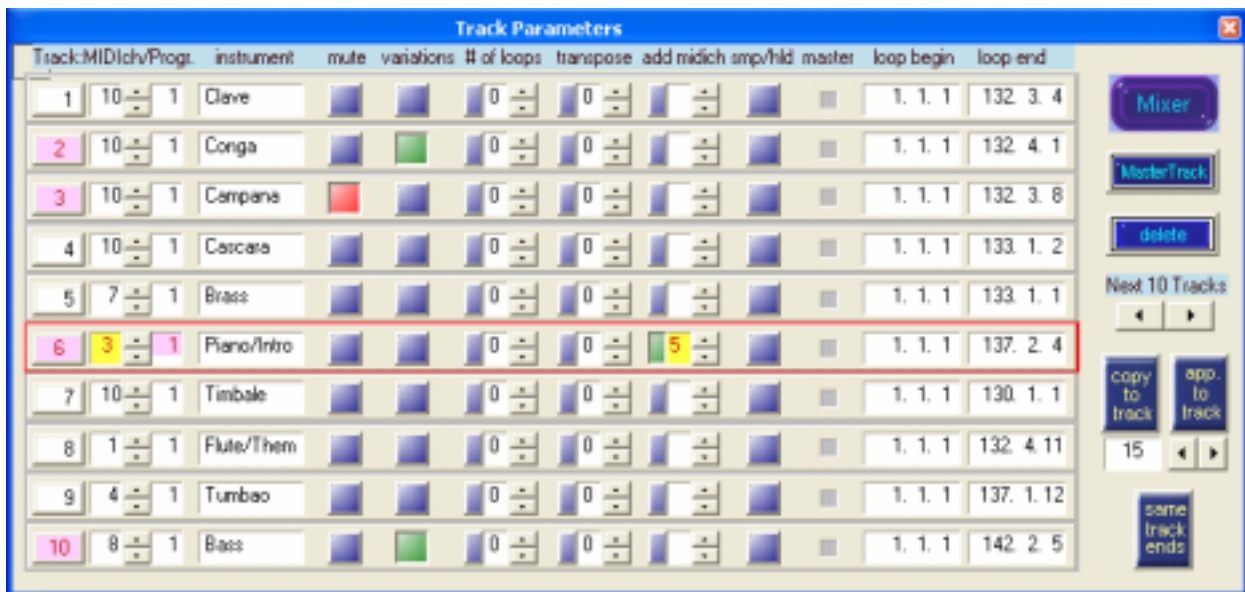 Track Parameters
Track:MIDIch/Progr. instrument mute variations # of loops transpose add midich smp/hld master loop begin loop end
1 10 1 Clave 0 0 1. 1. 1 132. 3. 4
Mixer
2 10 1 Conga 0 0 1. 1. 1 132. 4. 1
MasterTrack
3 10 1 Campana 0 0 1. 1. 1 132. 3. 8
delete
4 10 1 Cascara 0 0 1. 1. 1 133. 1. 2
Next 10 Tracks
5 7 1 Brass 0 0 1. 1. 1 133. 1. 1
6 3 1 Piano/Intro 0 0 5 1. 1. 1 137. 2. 4
copy to track
app. to track
7 10 1 Timbale 0 0 1. 1. 1 130. 1. 1
8 1 1 Flute/Them 0 0 1. 1. 1 132. 4. 11
15
9 4 1 Tumbao 0 0 1. 1. 1 137. 1. 12
same track ends
10 8 1 Bass 0 0 1. 1. 1 142. 2. 5